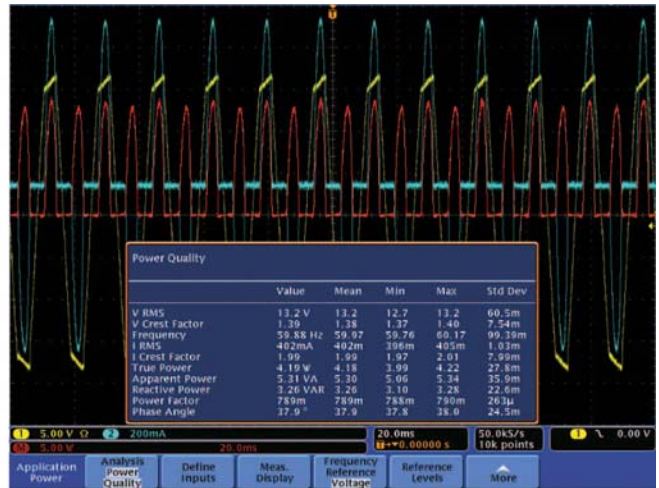 Power Quality
Value Mean Min Max Std Dev
V RMS 13.2 V 13.2 12.7 13.2 60.5m
V Crest Factor 1.39 1.38 1.37 1.40 7.54m
Frequency 59.88 Hz 59.97 59.76 60.17 99.39m
I RMS 402mA 402m 396m 405m 1.03m
I Crest Factor 1.99 1.99 1.97 2.01 7.99m
True Power 4.19 W 4.18 3.99 4.22 27.8m
Apparent Power 5.31 VA 5.30 5.06 5.34 35.9m
Reactive Power 3.26 VAR 3.26 3.10 3.28 22.6m
Power Factor 789m 789m 788m 790m 263µ
Phase Angle 37.9 ° 37.9 37.8 38.0 24.5m
1 5.00 V Ω 2 200mA 20.0ms 50.0kS/s 1 0.00 V
M 5.00 W 20.0ms 0.00000 s 10k points
Application Power
Analysis Power Quality
Define Inputs
Meas. Display
Frequency Reference Voltage
Reference Levels
More